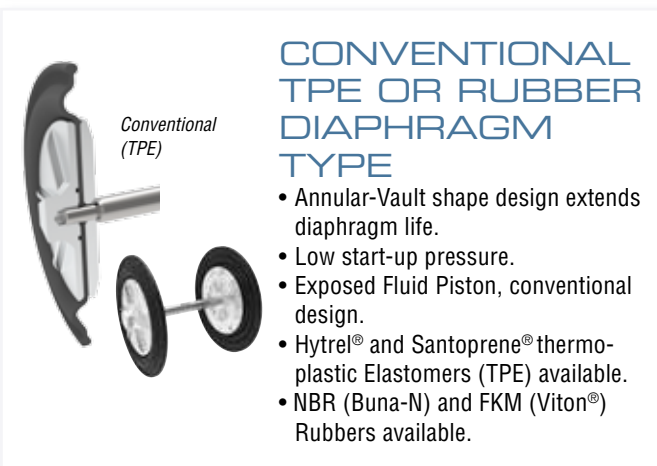 CONVENTIONAL
TPE OR RUBBER
DIAPHRAGM
TYPE
Conventional
(TPE)
• Annular-Vault shape design extends
diaphragm life.
• Low start-up pressure.
• Exposed Fluid Piston, conventional
design.
• Hytrel® and Santoprene® thermo-
plastic Elastomers (TPE) available.
• NBR (Buna-N) and FKM (Viton®)
Rubbers available.